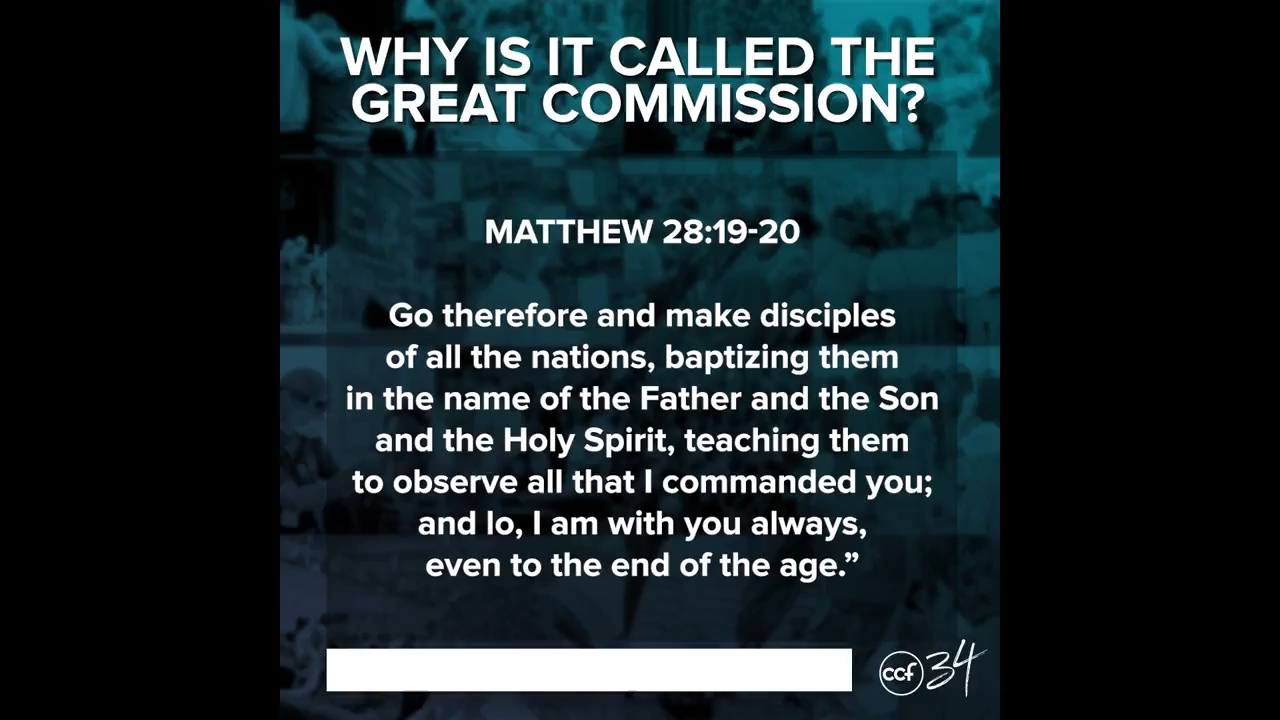 WHY IS IT CALLED THE
GREAT COMMISSION?
MATTHEW 28:19-20
Go therefore and make disciples
of all the nations, baptizing them
in the name of the Father and the Son
and the Holy Spirit, teaching them
to observe all that I commanded you;
and lo, I am with you always,
even to the end of the age.”
ccf 34